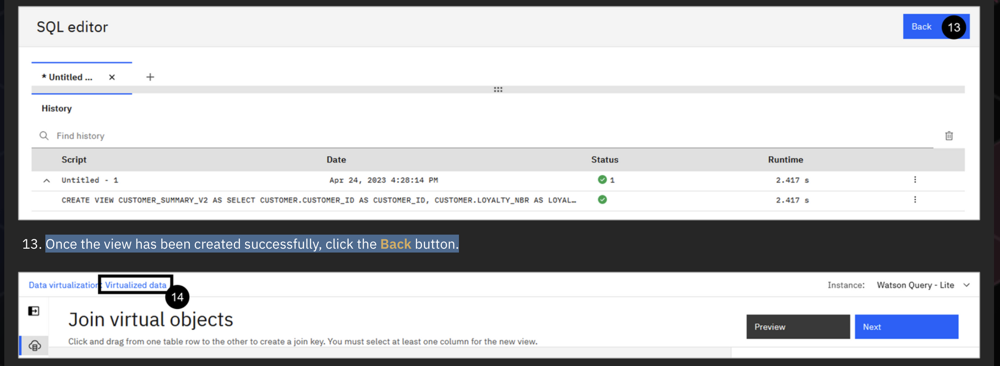 SQL editor
Back 13
* Untitled ...
History
Find history
Script Date Status Runtime
Untitled - 1 Apr 24, 2023 4:28:14 PM 1 2.417 s
CREATE VIEW CUSTOMER_SUMMARY_V2 AS SELECT CUSTOMER.CUSTOMER_ID AS CUSTOMER_ID, CUSTOMER.LOYALTY_NBR AS LOYAL… 2.417 s
13. Once the view has been created successfully, click the Back button.
Data virtualization: Virtualized data
14
Instance: Watson Query - Lite
Join virtual objects
Preview
Next
Click and drag from one table row to the other to create a join key. You must select at least one column for the new view.